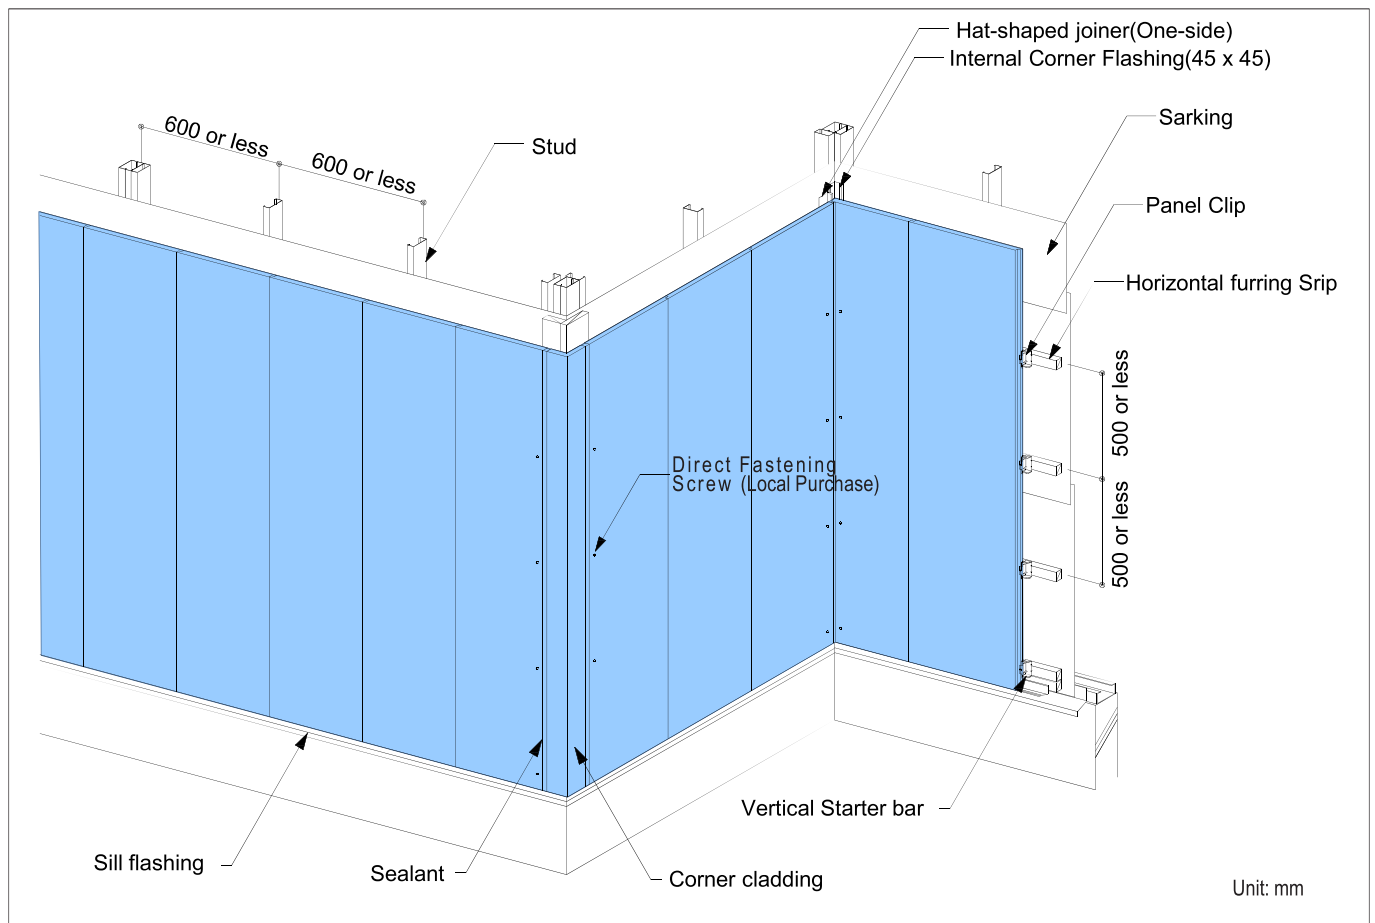 Hat-shaped joiner(One-side)
Internal Corner Flashing(45 x 45)
Sarking
600 or less
600 or less
Stud
Panel Clip
Horizontal furring Srip
500 or less
500 or less
Direct Fastening
Screw (Local Purchase)
Vertical Starter bar
Sill flashing
Sealant
Corner cladding
Unit: mm